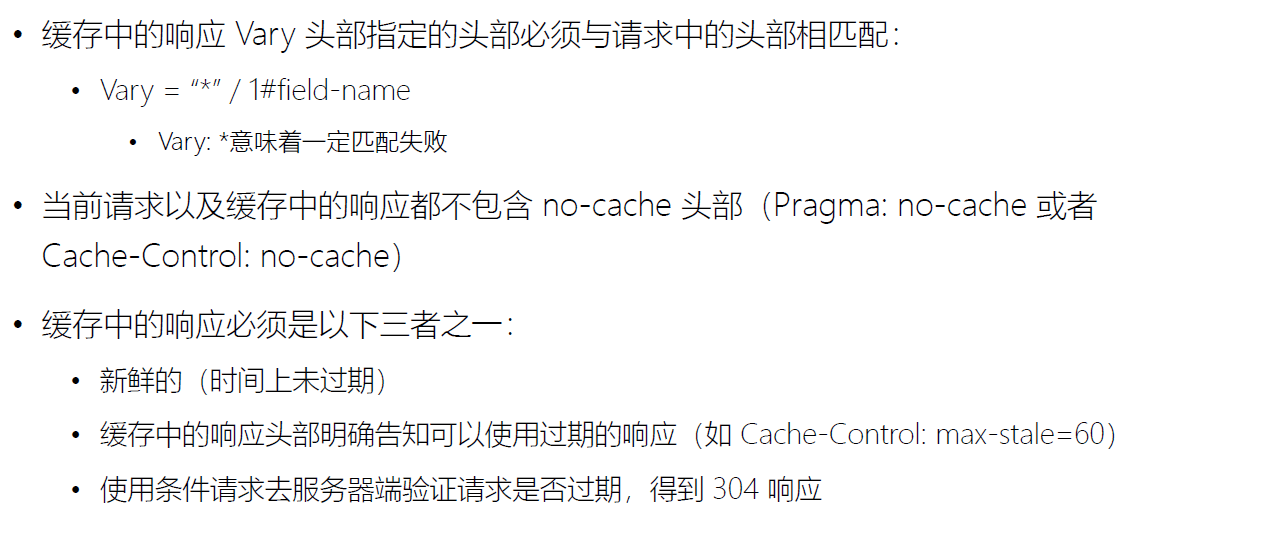 • 缓存中的响应 Vary 头部指定的头部必须与请求中的头部相匹配：
• Vary = “*” / 1#field-name
• Vary: *意味着一定匹配失败
• 当前请求以及缓存中的响应都不包含 no-cache 头部（Pragma: no-cache 或者
Cache-Control: no-cache）
• 缓存中的响应必须是以下三者之一：
• 新鲜的（时间上未过期）
• 缓存中的响应头部明确告知可以使用过期的响应（如 Cache-Control: max-stale=60）
• 使用条件请求去服务器端验证请求是否过期，得到 304 响应